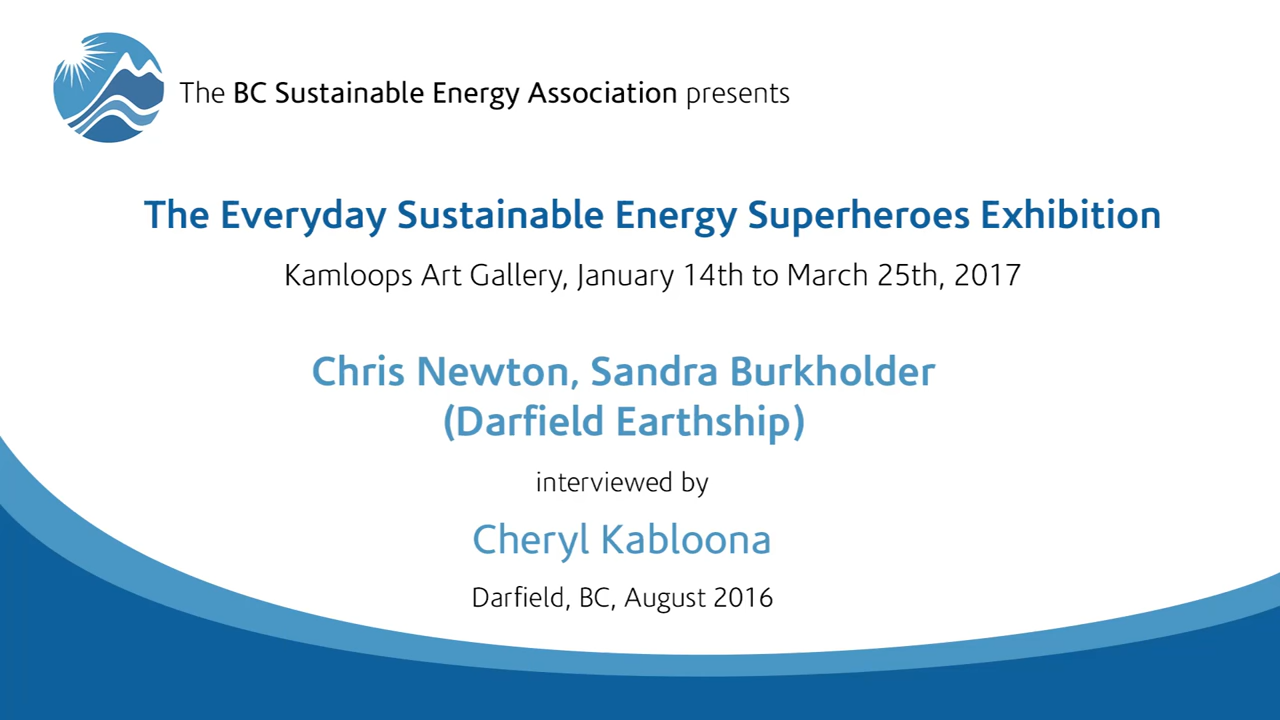 The BC Sustainable Energy Association presents
The Everyday Sustainable Energy Superheroes Exhibition
Kamloops Art Gallery, January 14th to March 25th, 2017
Chris Newton, Sandra Burkholder
(Darfield Earthship)
interviewed by
Cheryl Kabloona
Darfield, BC, August 2016